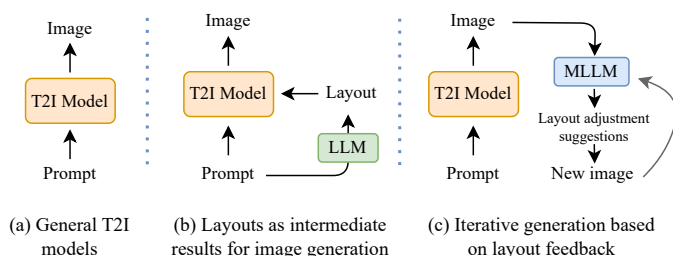 Image
T2I Model
Prompt
(a) General T2I
models
Image
T2I Model
Layout
LLM
Prompt
(b) Layouts as intermediate
results for image generation
Image
T2I Model
Prompt
MLLM
Layout adjustment
suggestions
New image
(c) Iterative generation based
on layout feedback